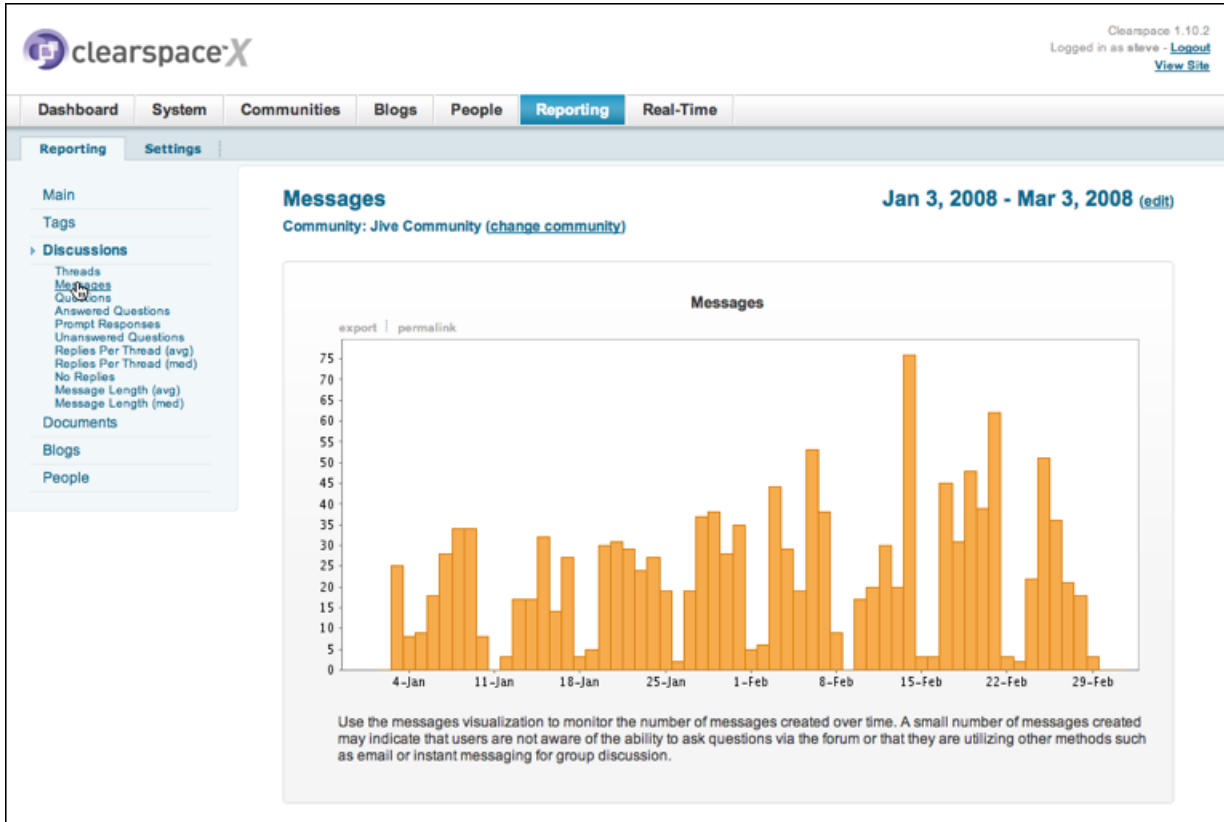 clearspace X
Clearspace 1.10.2
Logged in as steve - Logout
View Site
Dashboard System Communities Blogs People Reporting Real-Time
Reporting Settings
Main
Tags
Discussions
Threads
Messages
Questions
Answered Questions
Prompt Responses
Unanswered Questions
Replies Per Thread (avg)
Replies Per Thread (med)
No Replies
Message Length (avg)
Message Length (med)
Documents
Blogs
People
Messages
Jan 3, 2008 - Mar 3, 2008 (edit)
Community: Jive Community (change community)
Messages
export permalink
75
70
65
60
55
50
45
40
35
30
25
20
15
10
5
0
4-Jan 11-Jan 18-Jan 25-Jan 1-Feb 8-Feb 15-Feb 22-Feb 29-Feb
Use the messages visualization to monitor the number of messages created over time. A small number of messages created
may indicate that users are not aware of the ability to ask questions via the forum or that they are utilizing other methods such
as email or instant messaging for group discussion.